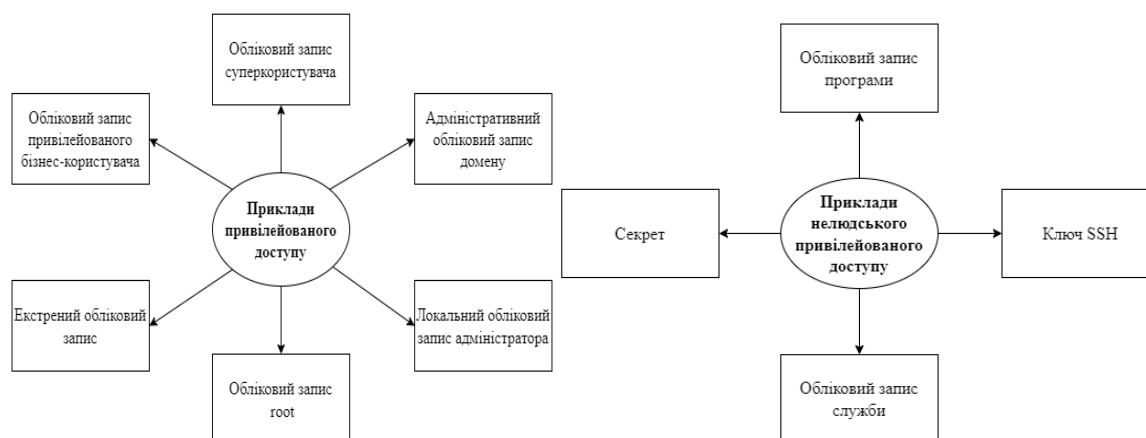 Обліковий запис
суперкористувача
Обліковий запис
привілейованого
бізнес-користувача
Адміністративний
обліковий запис
домену
Приклади
привілейованого
доступу
Екстрений обліковий
запис
Локальний обліковий
запис адміністратора
Обліковий запис
root
Обліковий запис
програми
Секрет
Приклади
нелюдського
привілейованого
доступу
Ключ SSH
Обліковий запис
служби